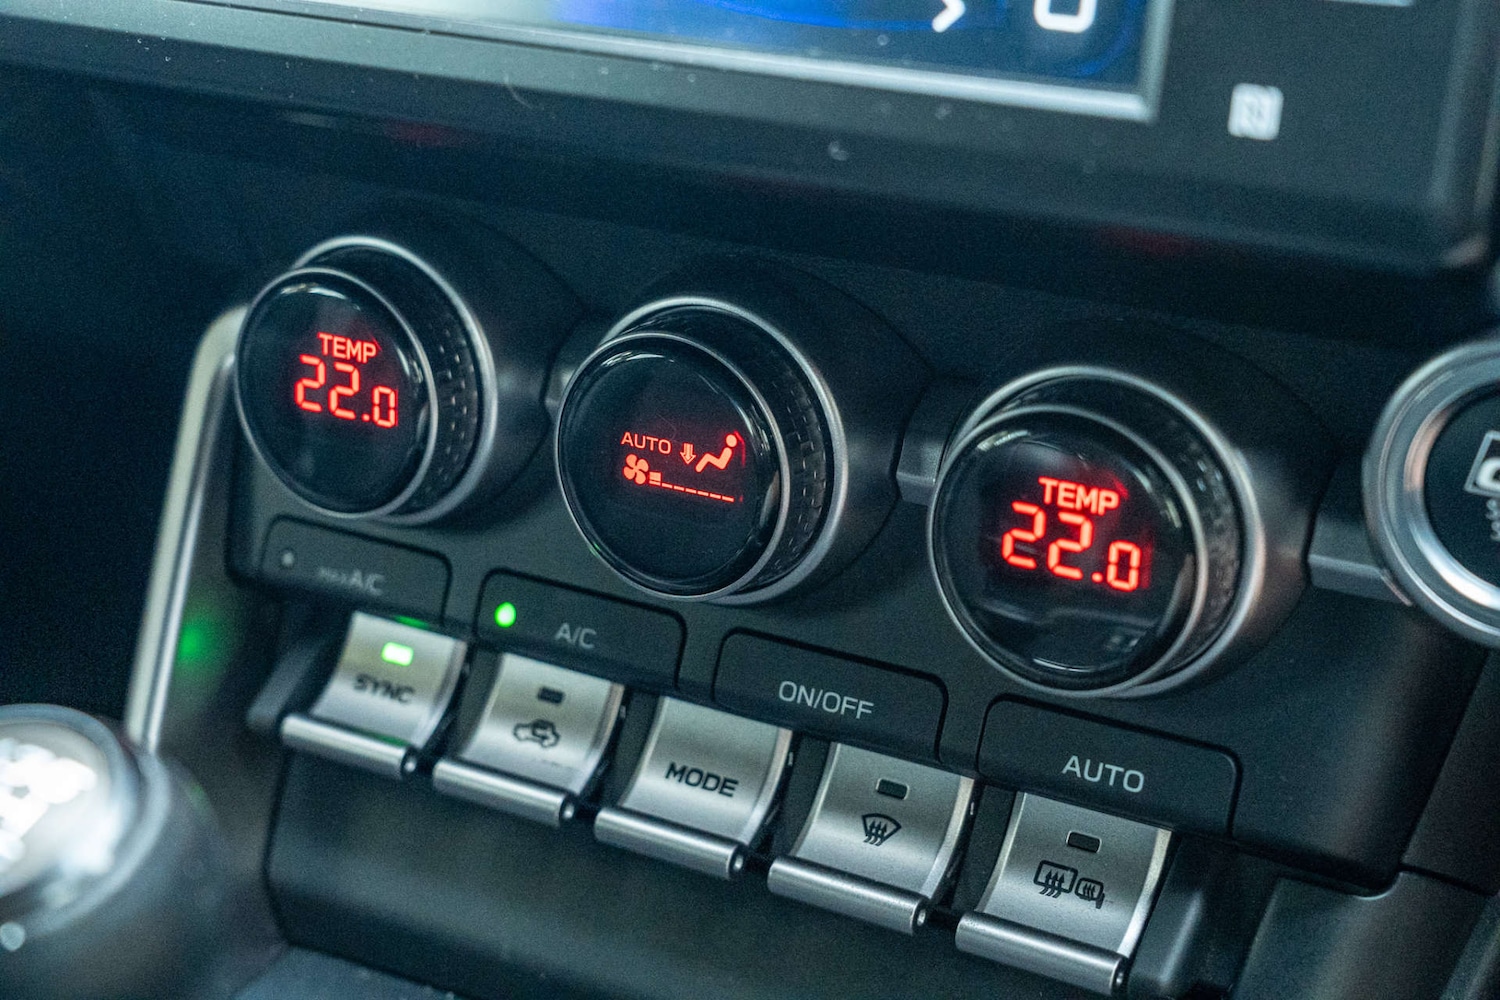 TEMP
22.0
AUTO
TEMP
22.0
MAX A/C
A/C
ON/OFF
AUTO
SYNC
MODE